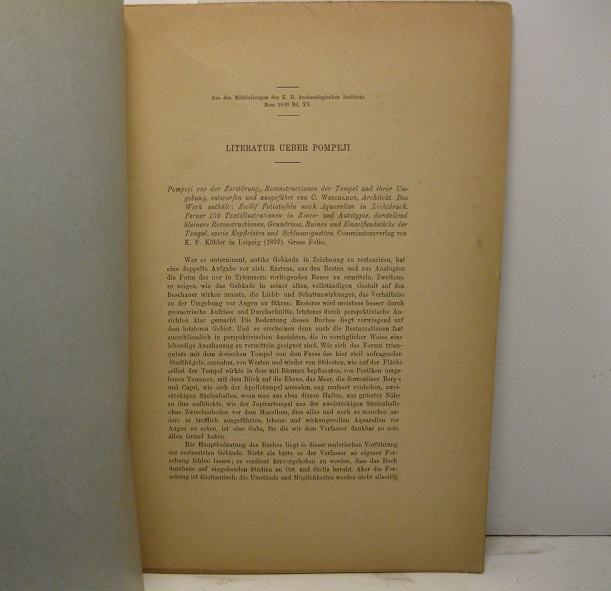 Aus den Mittheilungen des K. D. Archaeologischen Instituts
Rom 1900 Bd. XV.
LITERATUR UEBER POMPEJI
Pompeji vor der Zerstörung. Reconstructionen der Tempel und ihrer Um-
gebung, entworfen und ausgeführt von C. WEICHARDT, Architekt. Das
Werk enthält: Zwölf Foliotafeln nach Aquarellen in Lichtdruck.
Ferner 150 Textillustrationen in Zinco- und Autotypie, darstellend
kleinere Reconstructionen, Grundrisse, Ruinen und Einzelfundstücke der
Tempel, sowie Kopfleisten und Schlussvignetten. Commissionsverlag von
K. F. Köhler in Leipzig (1897). Gross Folio.
Wer es unternimmt, antike Gebäude in Zeichnung zu restauriren, hat
eine doppelte Aufgabe vor sich. Erstens, aus den Resten und aus Analogien
die Form des nur in Trümmern vorliegenden Baues zu ermitteln. Zweitens,
zu zeigen, wie das Gebäude in seiner alten, vollständigen Gestalt auf den
Beschauer wirken musste, die Licht- und Schattenwirkungen, das Verhältniss
zu der Umgebung vor Augen zu führen. Ersteres wird meistens besser durch
geometrische Aufrisse und Durchschnitte, letzteres durch perspektivische An-
sichten klar gemacht. Die Bedeutung dieses Buches liegt vorwiegend auf
dem letzteren Gebiet. Und so erscheinen denn auch die Restaurationen fast
ausschliesslich in perspektivischen Ansichten, die in vorzüglicher Weise eine
lebendige Anschauung zu vermitteln geeignet sind. Wie sich das Forum trian-
gulare mit dem dorischen Tempel von dem Fusse des hier steil aufragenden
Stadthügels, ausnahm, von Westen und wieder von Südosten, wie auf der Fläche
selbst der Tempel wirkte in dem mit Bäumen bepflanzten, von Portiken umge-
benen Temenos, mit dem Blick auf die Ebene, das Meer, die Sorrentiner Berge
und Capri, wie sich der Apollotempel ausnahm, eng umfasst von hohen, zwei-
stöckigen Säulenhallen, wenn man aus eben diesen Hallen, aus grösster Nähe
zu ihm aufblickte, wie der Jupitertempel aus der zweistöckigen Säulenhalle
ohne Zwischenboden vor dem Macellum, dies alles und noch so manches an-
dere in trefflich ausgeführten, lebens- und wirkungsvollen Aquarellen vor
Augen zu sehen, ist eine Gabe, für die wir dem Verfasser dankbar zu sein
allen Grund haben.
Die Hauptbedeutung des Buches liegt in dieser malerischen Vorführung
der restaurirten Gebäude. Nicht als hätte es der Verfasser an eigener For-
schung fehlen lassen; es verdient hervorgehoben zu werden, dass das Buch
durchaus auf eingehenden Studien an Ort und Stelle beruht. Aber die For-
schung ist dilettantisch; die Umstände und Möglichkeiten werden nicht allseitig